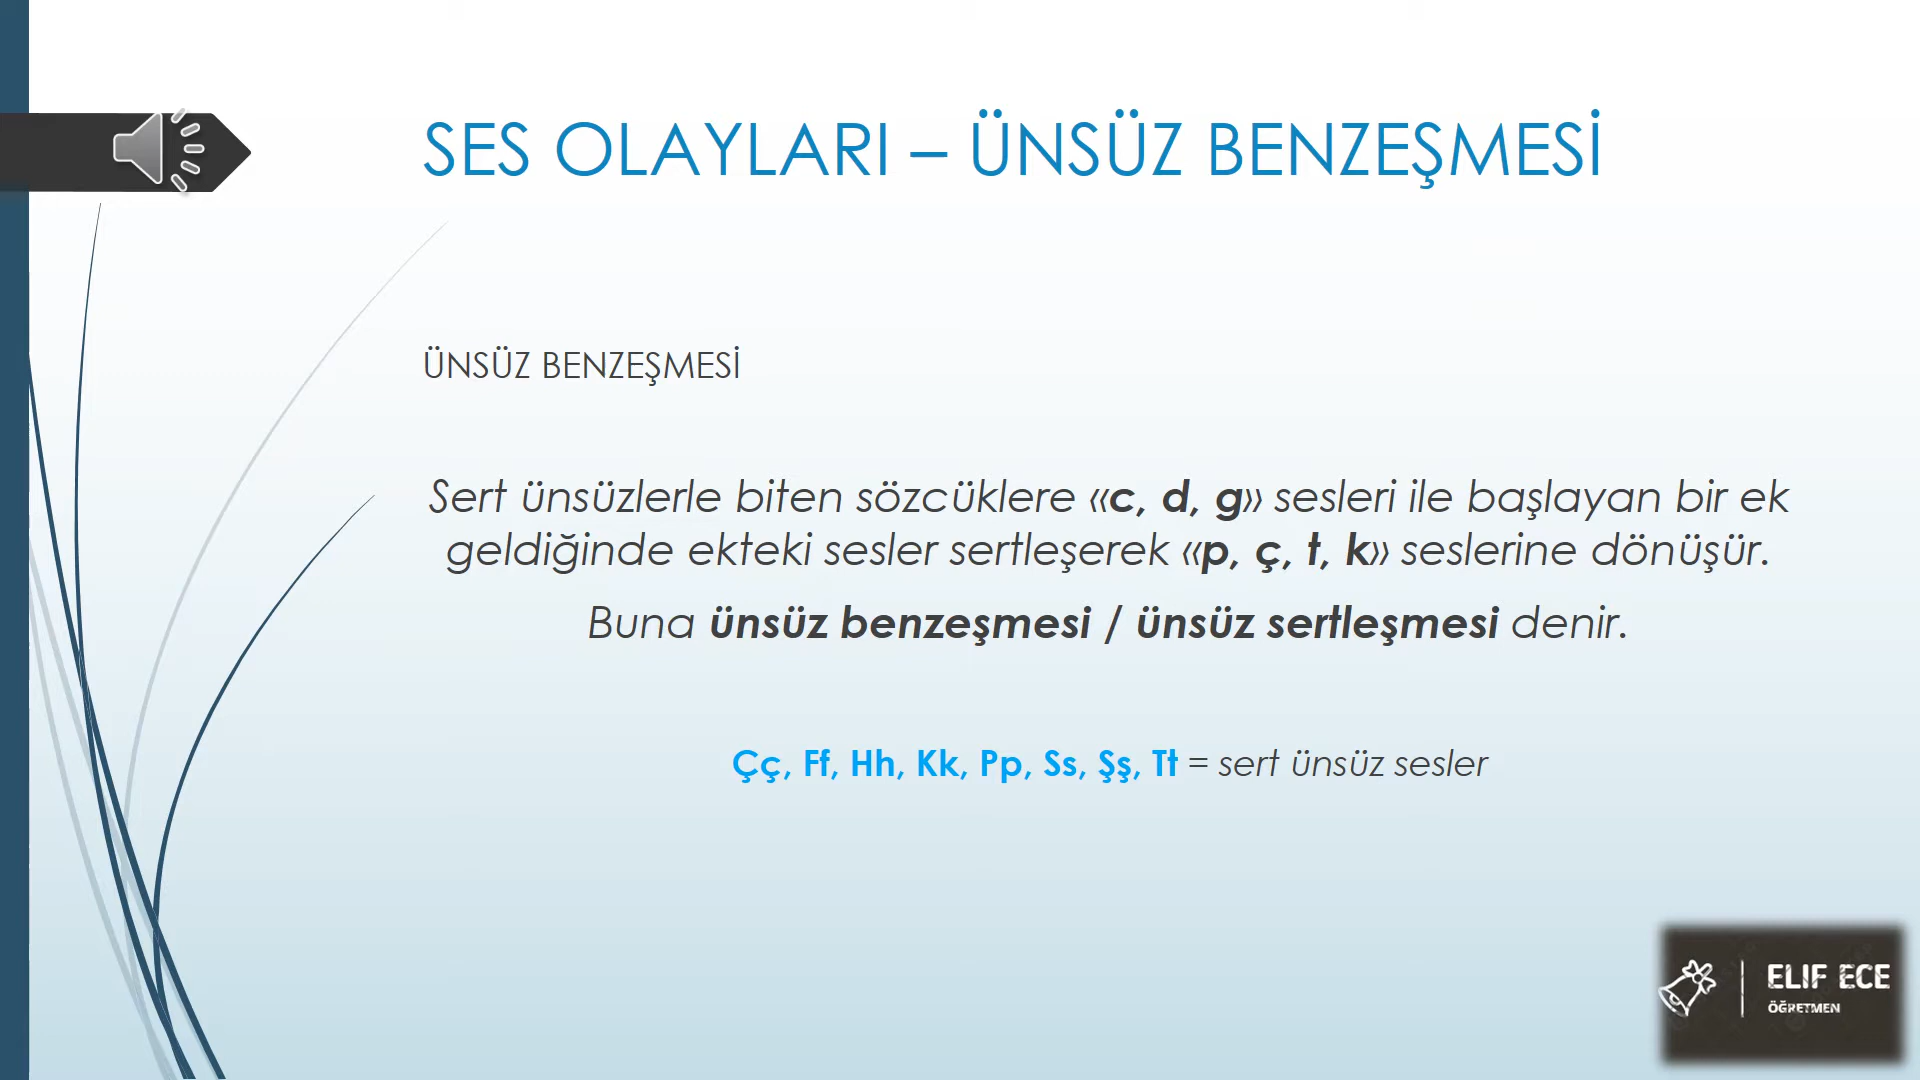 SES OLAYLARI – ÜNSÜZ BENZEŞMESİ
ÜNSÜZ BENZEŞMESİ
Sert ünsüzlerle biten sözcüklere «c, d, g» sesleri ile başlayan bir ek
geldiğinde ekteki sesler sertleşerek «p, ç, t, k» seslerine dönüşür.
Buna ünsüz benzeşmesi / ünsüz sertleşmesi denir.
Çç, Ff, Hh, Kk, Pp, Ss, Şş, Tt = sert ünsüz sesler
ELIF ECE
ÖĞRETMEN